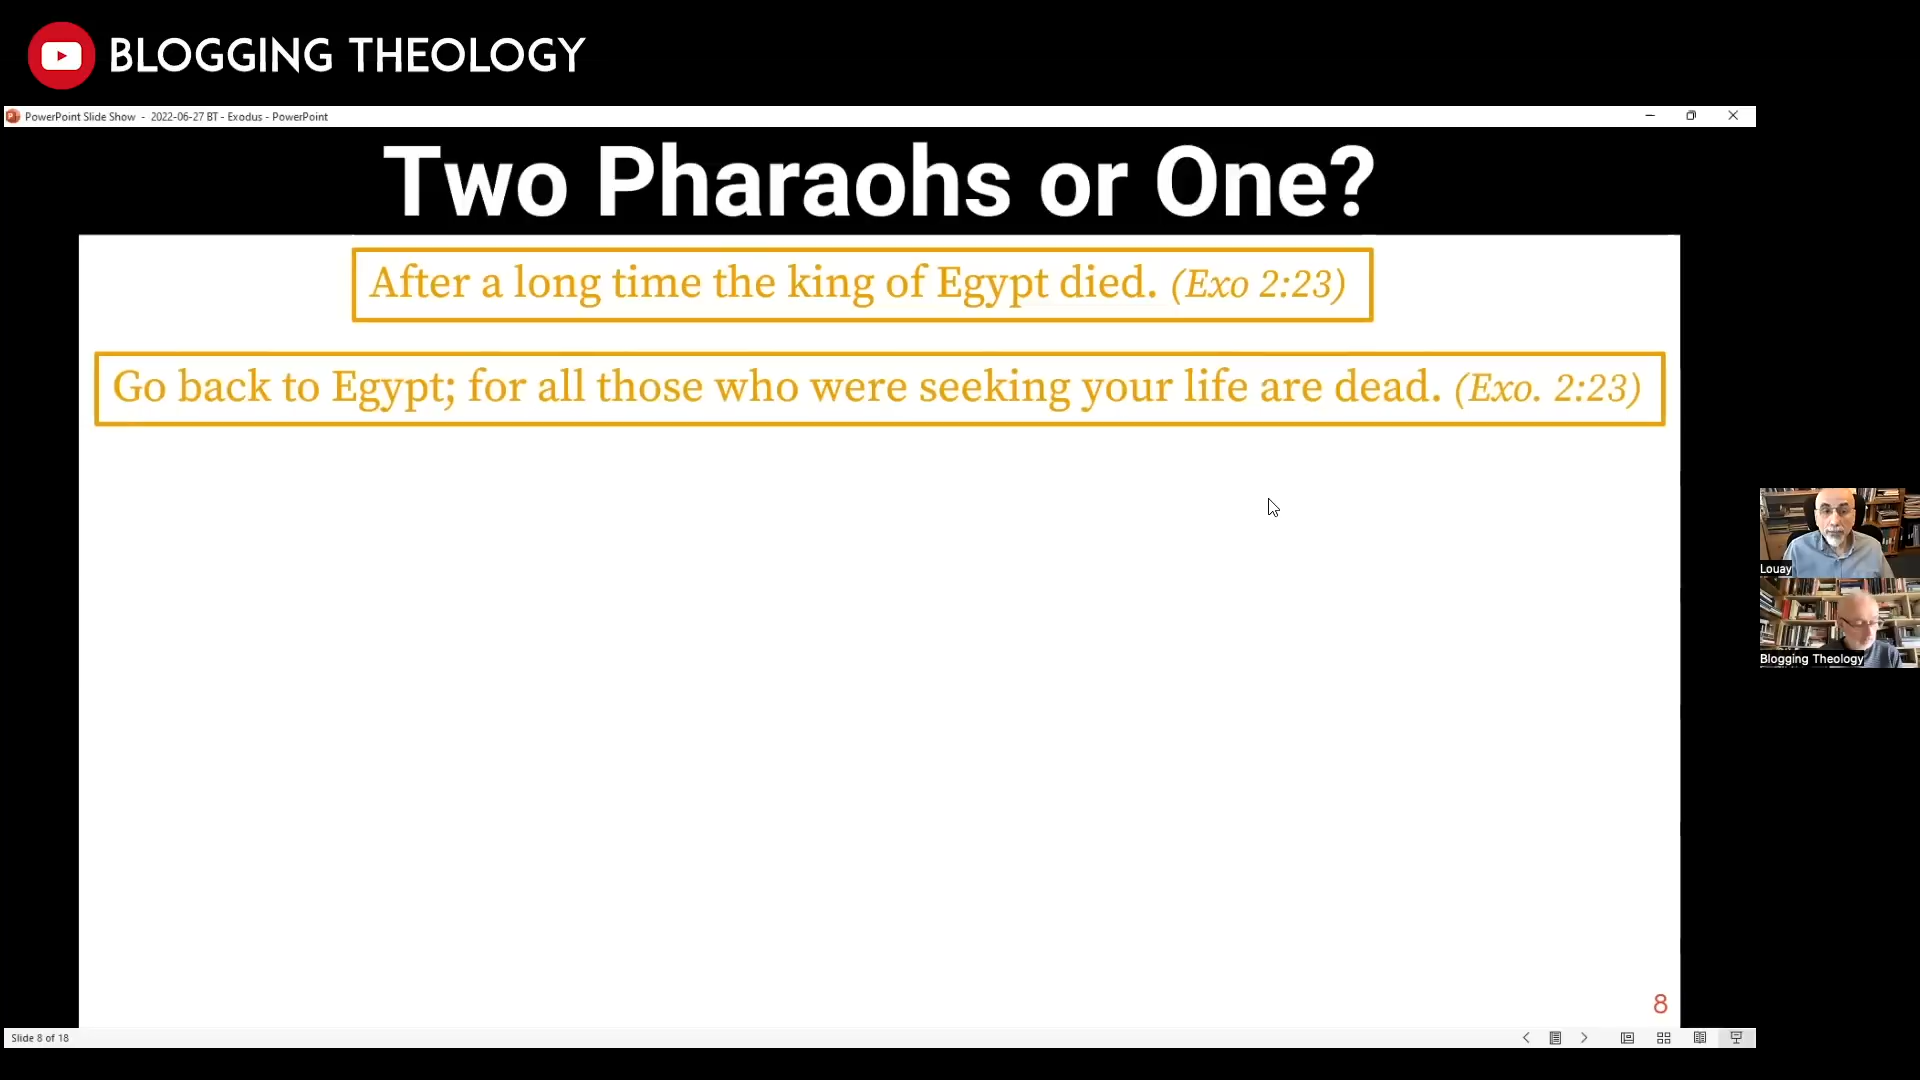 BLOGGING THEOLOGY
PowerPoint Slide Show - 2022-06-27 BT - Exodus - PowerPoint
Two Pharaohs or One?
After a long time the king of Egypt died. (Exo 2:23)
Go back to Egypt; for all those who were seeking your life are dead. (Exo. 2:23)
Louay
Blogging Theology
8
Slide 8 of 18